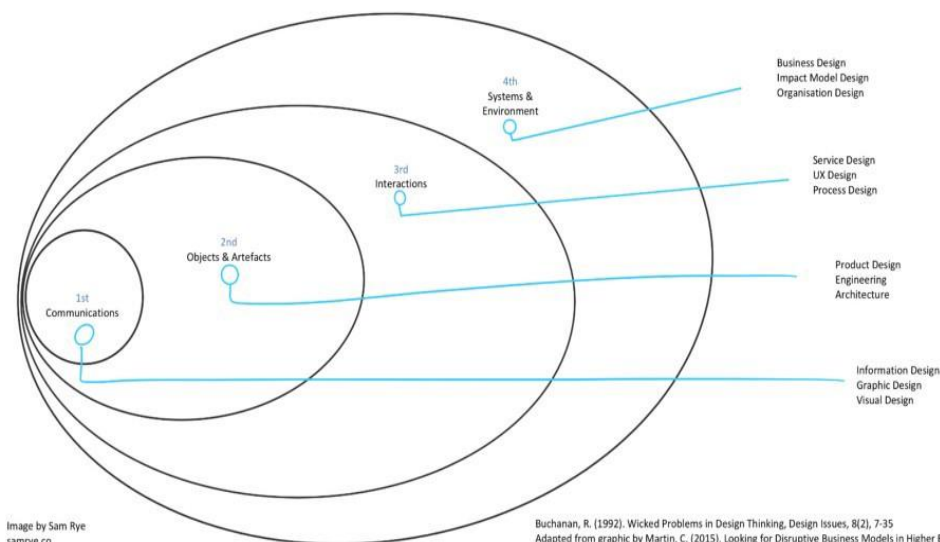 4th
Systems &
Environment
Business Design
Impact Model Design
Organisation Design
3rd
Interactions
Service Design
UX Design
Process Design
2nd
Objects & Artefacts
Product Design
Engineering
Architecture
1st
Communications
Information Design
Graphic Design
Visual Design
Image by Sam Rye
samrye.co
Buchanan, R. (1992). Wicked Problems in Design Thinking, Design Issues, 8(2), 7-35
Adapted from graphic by Martin, C. (2015). Looking for Disruptive Business Models in Higher